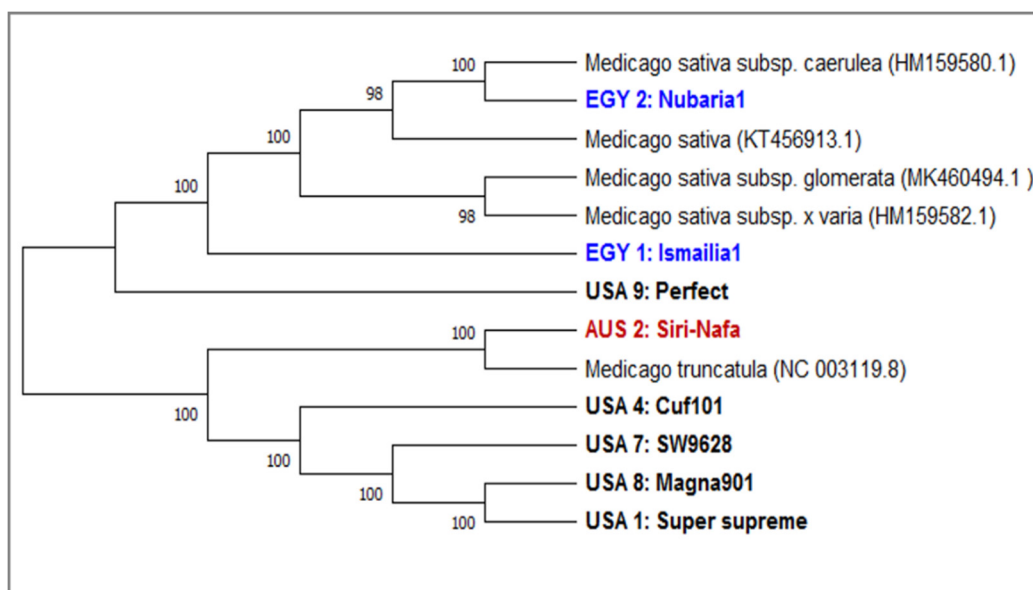 100
Medicago sativa subsp. caerulea (HM159580.1)
98
EGY 2: Nubaria1
100
Medicago sativa (KT456913.1)
100
Medicago sativa subsp. glomerata (MK460494.1 )
98
Medicago sativa subsp. x varia (HM159582.1)
EGY 1: Ismailia1
USA 9: Perfect
100
AUS 2: Siri-Nafa
Medicago truncatula (NC 003119.8)
100
USA 4: Cuf101
100
USA 7: SW9628
100
USA 8: Magna901
100
USA 1: Super supreme